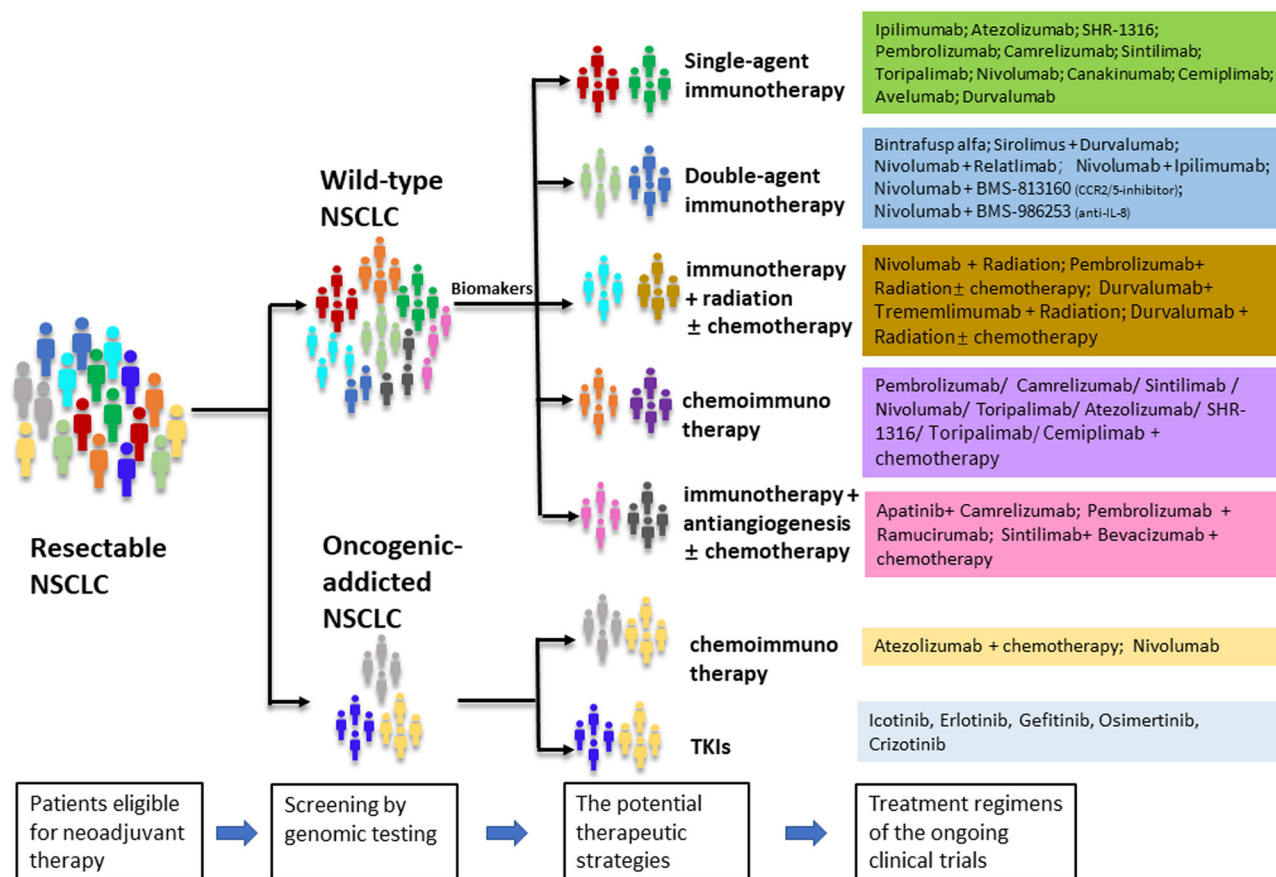 Resectable
NSCLC
Wild-type
NSCLC
Biomakers
Oncogenic-
addicted
NSCLC
Single-agent
immunotherapy
Ipilimumab; Atezolizumab; SHR-1316;
Pembrolizumab; Camrelizumab; Sintilimab;
Toripalimab; Nivolumab; Canakinumab; Cemiplimab;
Avelumab; Durvalumab
Double-agent
immunotherapy
Bintrafusp alfa; Sirolimus + Durvalumab;
Nivolumab + Relatlimab; Nivolumab + Ipilimumab;
Nivolumab + BMS-813160 (CCR2/5-inhibitor);
Nivolumab + BMS-986253 (anti-IL-8)
immunotherapy
+ radiation
± chemotherapy
Nivolumab + Radiation; Pembrolizumab+
Radiation ± chemotherapy; Durvalumab+
Trememlimumab + Radiation; Durvalumab +
Radiation ± chemotherapy
chemoimmuno
therapy
Pembrolizumab/ Camrelizumab/ Sintilimab /
Nivolumab/ Toripalimab/ Atezolizumab/ SHR-
1316/ Toripalimab/ Cemiplimab +
chemotherapy
immunotherapy +
antiangiogenesis
± chemotherapy
Apatinib+ Camrelizumab; Pembrolizumab +
Ramucirumab; Sintilimab+ Bevacizumab +
chemotherapy
chemoimmuno
therapy
Atezolizumab + chemotherapy; Nivolumab
TKIs
Icotinib, Erlotinib, Gefitinib, Osimertinib,
Crizotinib
Patients eligible
for neoadjuvant
therapy
Screening by
genomic testing
The potential
therapeutic
strategies
Treatment regimens
of the ongoing
clinical trials